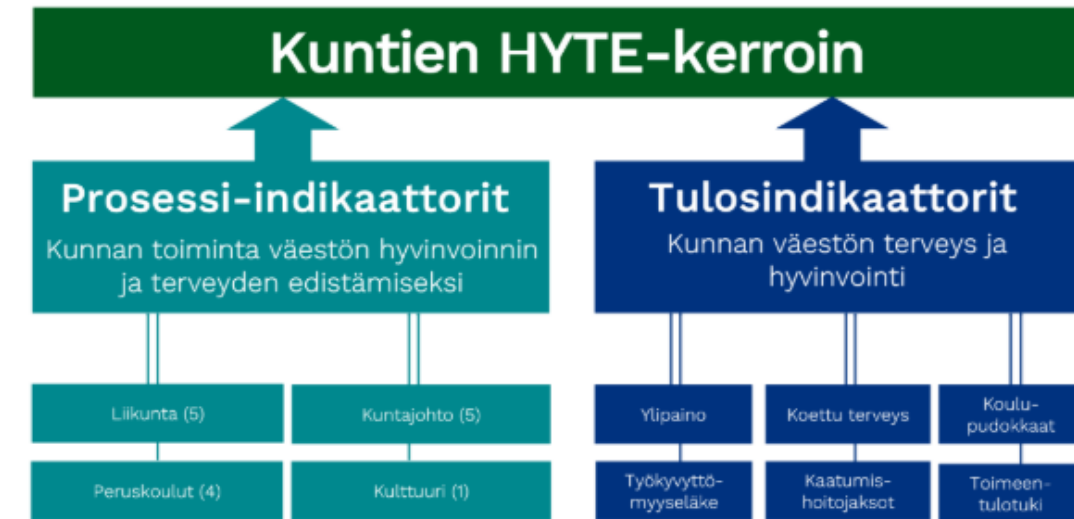 Kuntien HYTE-kerroin
Prosessi-indikaattorit
Kunnan toiminta väestön hyvinvoinnin
ja terveyden edistämiseksi
Tulosindikaattorit
Kunnan väestön terveys ja
hyvinvointi
Liikunta (5)
Kuntajohto (5)
Peruskoulut (4)
Kulttuuri (1)
Ylipaino
Koettu terveys
Koulu-
pudokkaat
Työkyvyttö-
myyseläke
Kaatumis-
hoitojaksot
Toimeen-
tulotuki